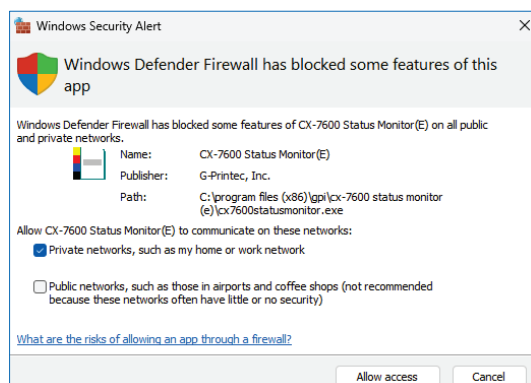 Windows Security Alert
Windows Defender Firewall has blocked some features of this
app
Windows Defender Firewall has blocked some features of CX-7600 Status Monitor(E) on all public
and private networks.
Name: CX-7600 Status Monitor(E)
Publisher: G-Printec, Inc.
Path: C:\program files (x86)\gpi\cx-7600 status monitor
(e)\cx7600statusmonitor.exe
Allow CX-7600 Status Monitor(E) to communicate on these networks:
Private networks, such as my home or work network
Public networks, such as those in airports and coffee shops (not recommended
because these networks often have little or no security)
What are the risks of allowing an app through a firewall?
Allow access Cancel